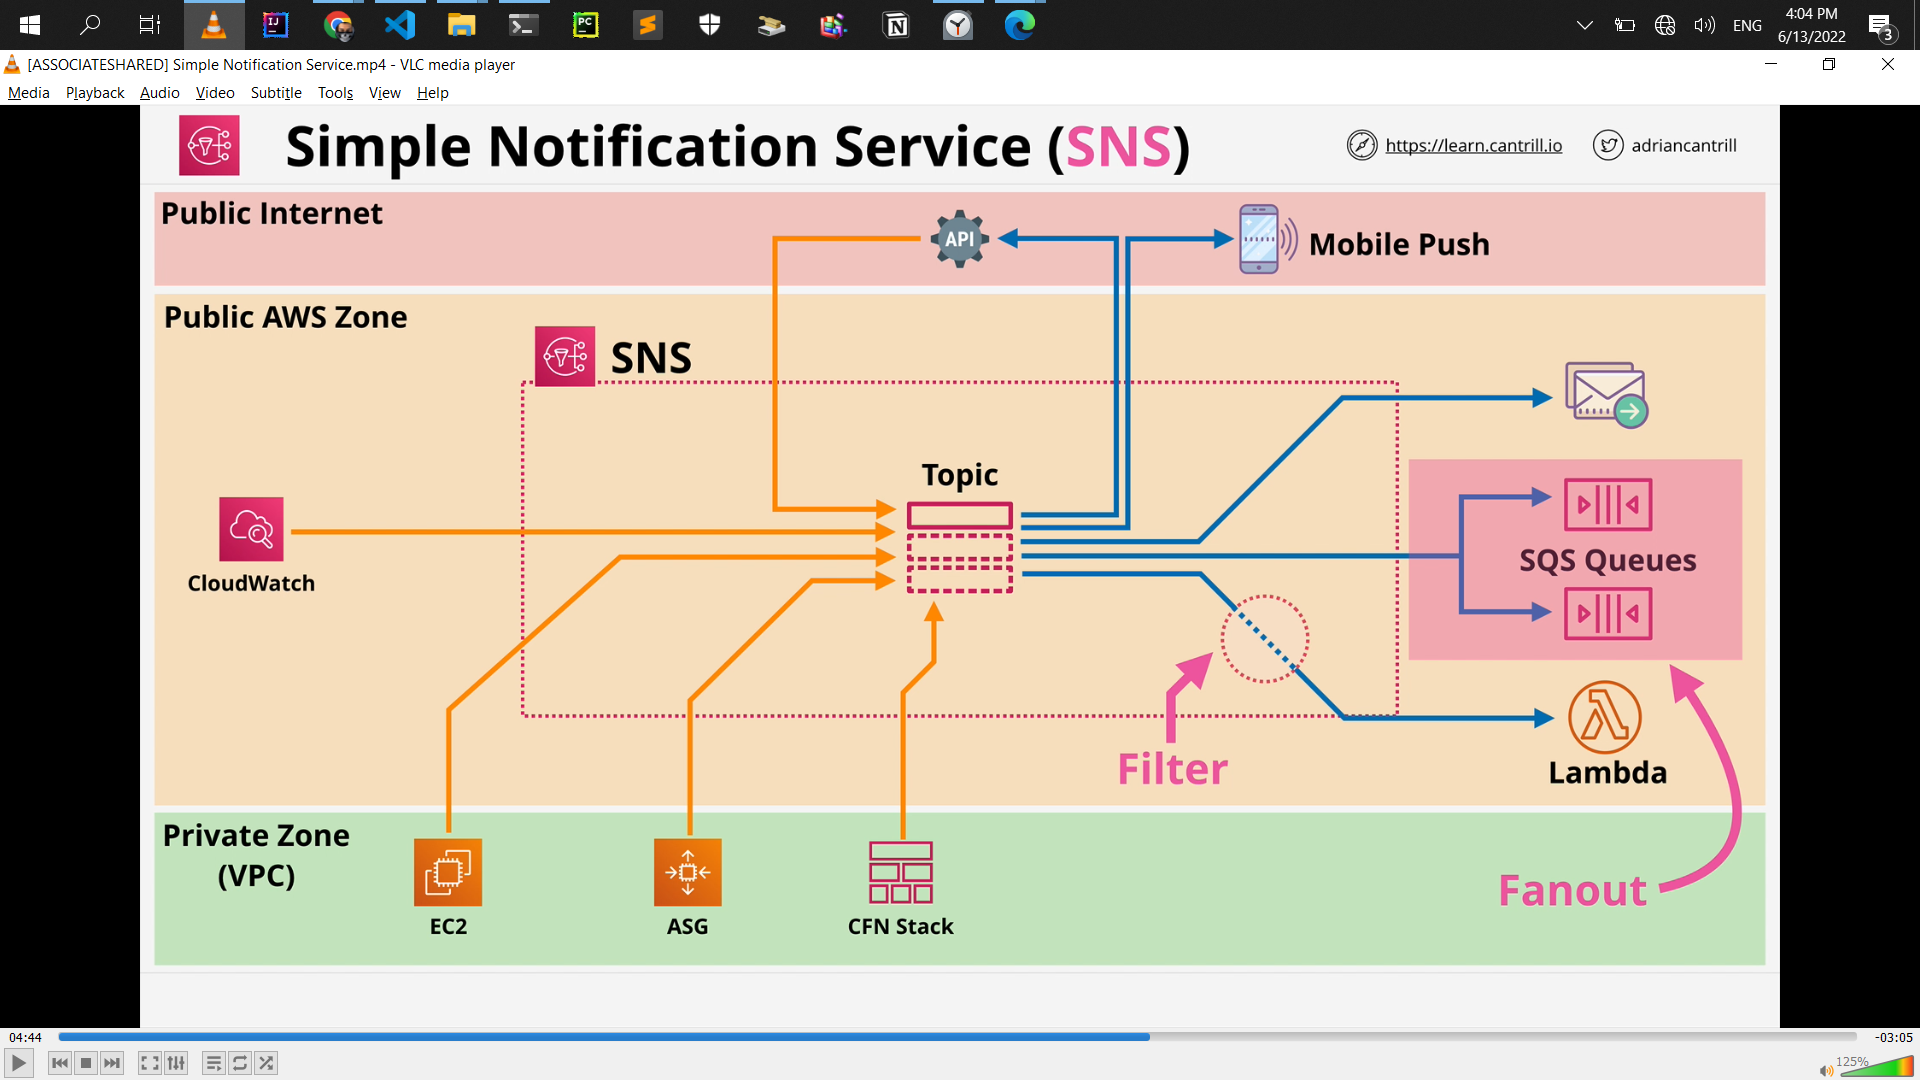 ENG
4:04 PM
6/13/2022
3
[ASSOCIATESHARED] Simple Notification Service.mp4 - VLC media player
Media Playback Audio Video Subtitle Tools View Help
Simple Notification Service (SNS)
https://learn.cantrill.io
adriancantrill
Public Internet
API
Mobile Push
Public AWS Zone
SNS
Topic
CloudWatch
SQS Queues
Filter
Lambda
Private Zone
(VPC)
EC2
ASG
CFN Stack
Fanout
04:44
-03:05
125%